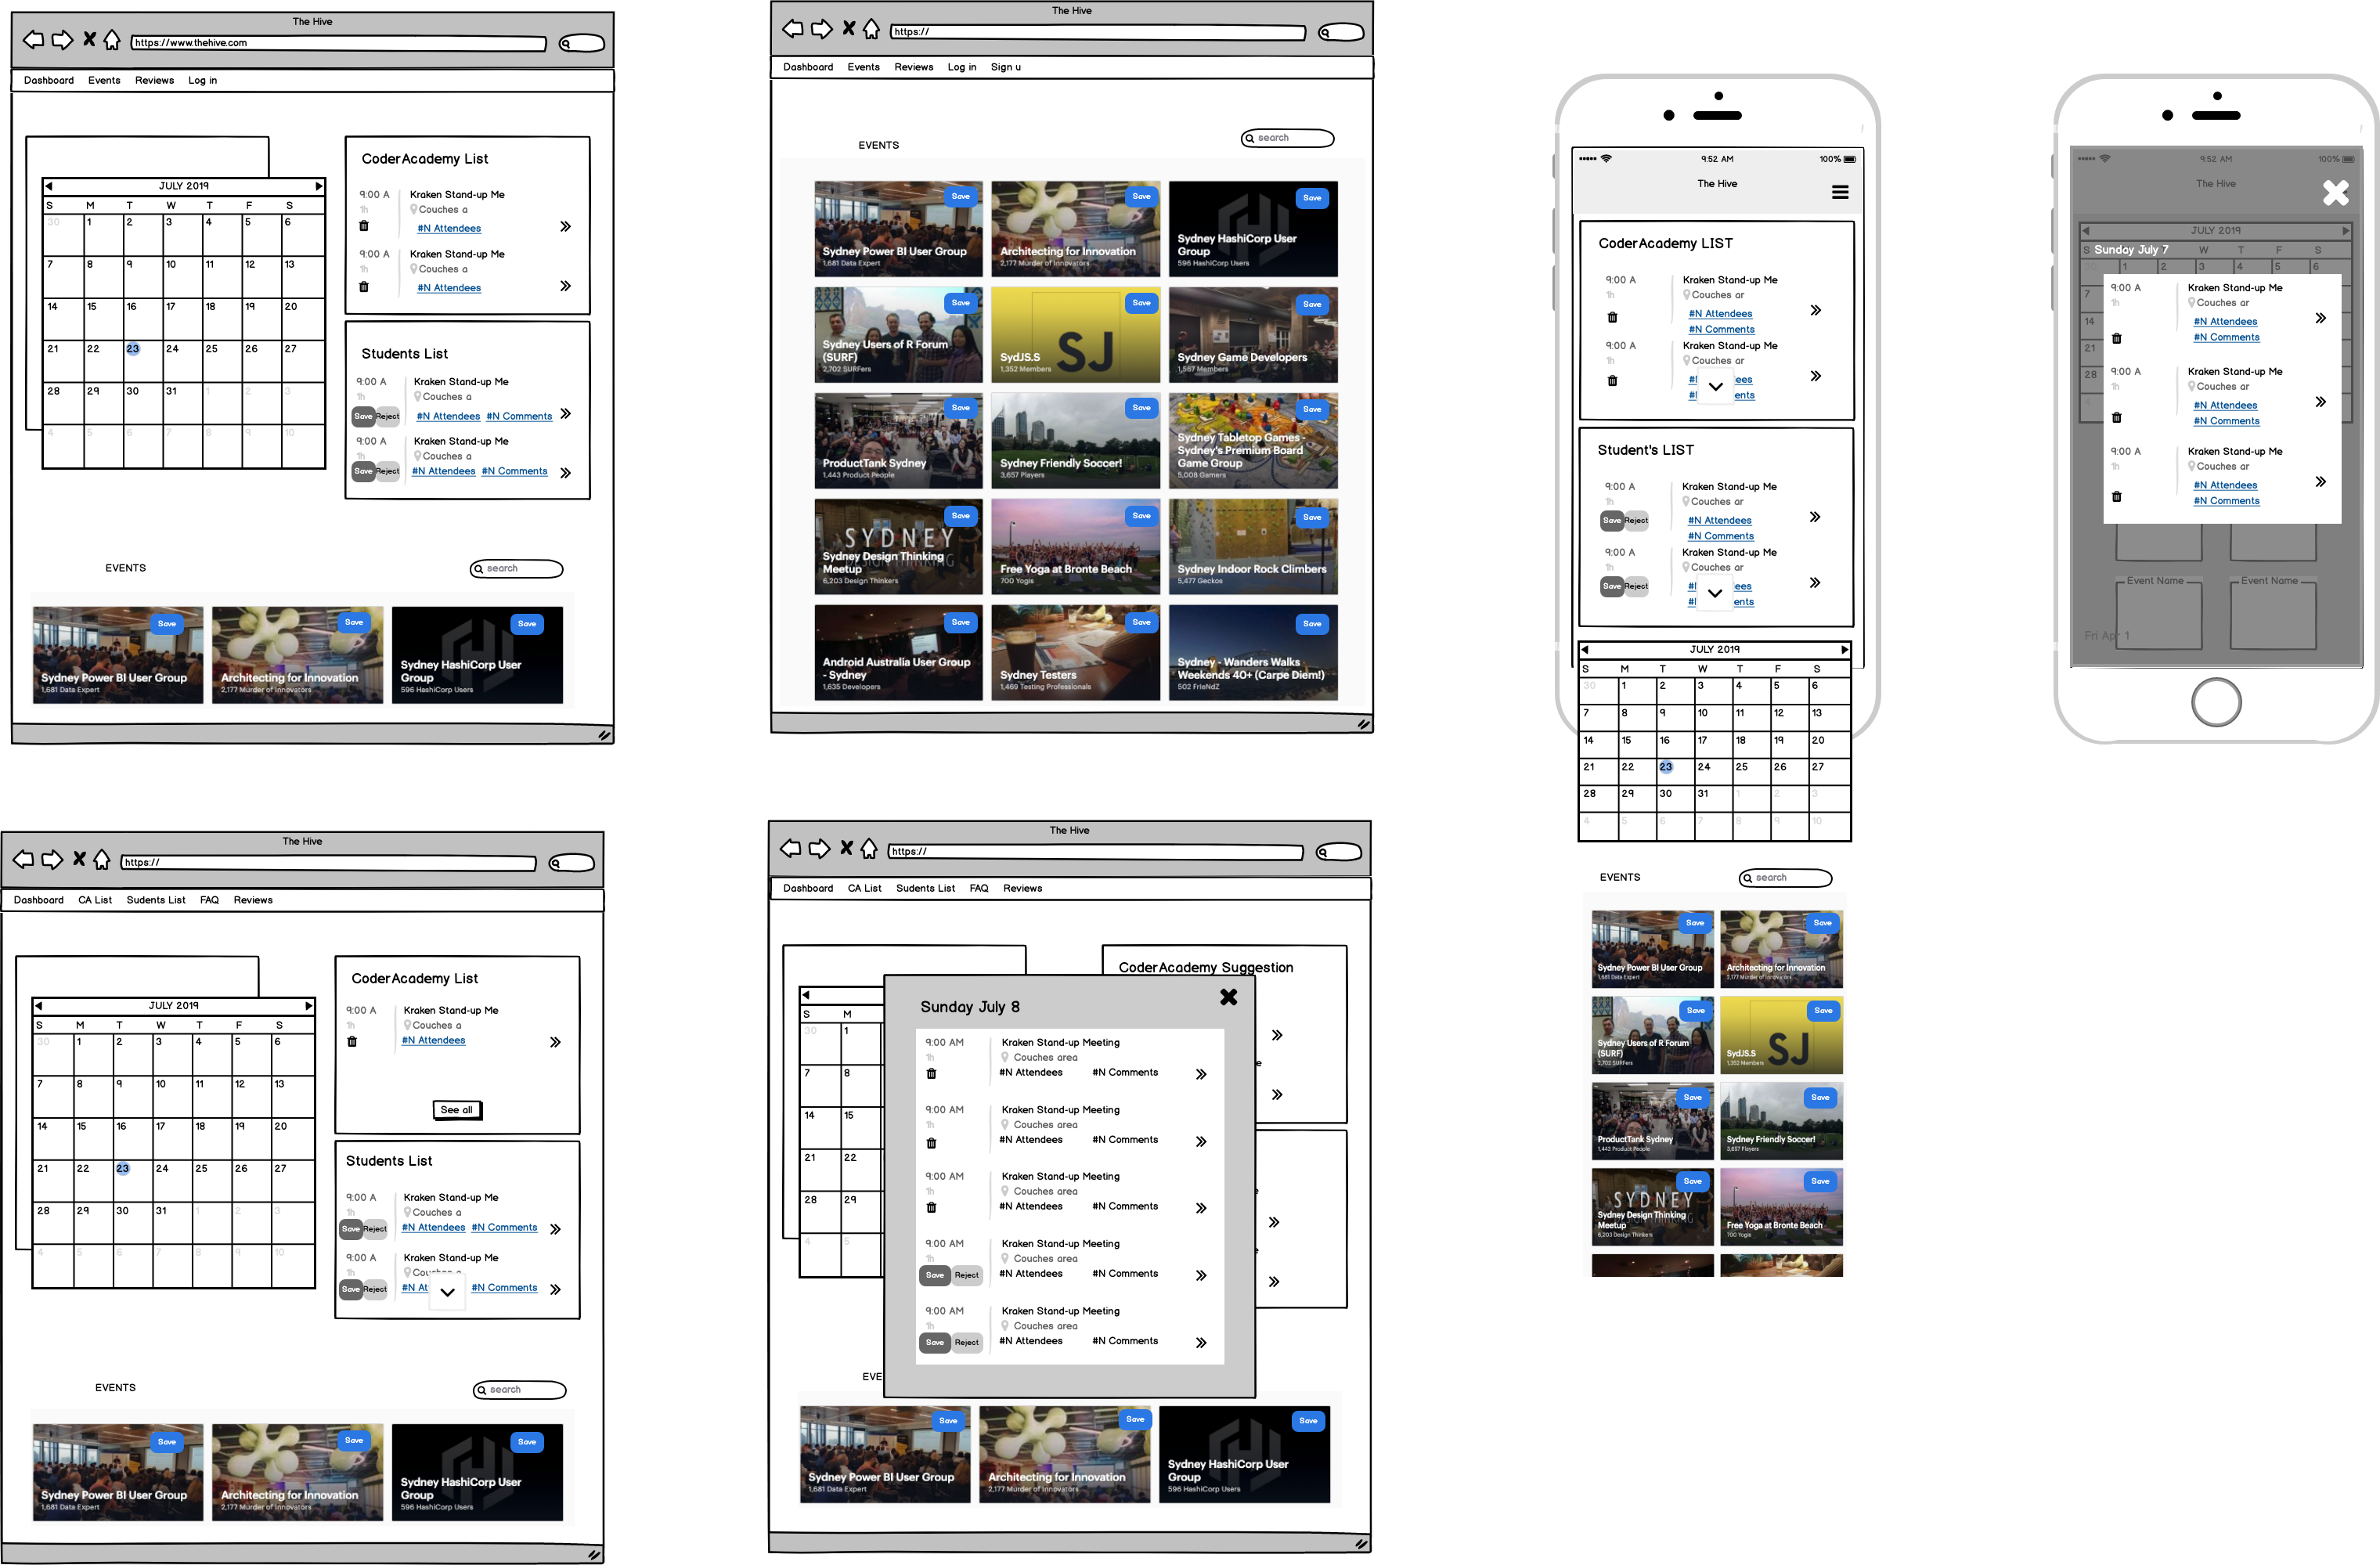 The Hive
https://www.thehive.com
Dashboard Events Reviews Log in
JULY 2019
S M T W T F S
30 1 2 3 4 5 6
7 8 9 10 11 12 13
14 15 16 17 18 19 20
21 22 23 24 25 26 27
28 29 30 31 1 2 3
4 5 6 7 8 9 10
CoderAcademy List
9:00 A Kraken Stand-up Me
1h Couches a
#N Attendees
9:00 A Kraken Stand-up Me
1h Couches a
#N Attendees
Students List
9:00 A Kraken Stand-up Me
1h Couches a
Save Reject #N Attendees #N Comments
9:00 A Kraken Stand-up Me
1h Couches a
Save Reject #N Attendees #N Comments
EVENTS search
Save Save Save
Sydney Power BI User Group
1,681 Data Expert
Architecting for Innovation
2,177 Murder of Innovators
Sydney HashiCorp User
Group
596 HashiCorp Users
The Hive
https://
Dashboard Events Reviews Log in Sign u
EVENTS search
Save Save Save
Sydney Power BI User Group
1,681 Data Expert
Architecting for Innovation
2,177 Murder of Innovators
Sydney HashiCorp User
Group
596 HashiCorp Users
Save Save Save
Sydney Users of R Forum
(SURF)
2,702 SURFers
SJ
SydJS.S
1,352 Members
Sydney Game Developers
1,567 Members
Save Save Save
ProductTank Sydney
1,443 Product People
Sydney Friendly Soccer!
3,657 Players
Sydney Tabletop Games -
Sydney's Premium Board
Game Group
5,008 Gamers
Save Save Save
SYDNEY
Sydney Design Thinking
Meetup
6,203 Design Thinkers
Free Yoga at Bronte Beach
700 Yogis
Sydney Indoor Rock Climbers
5,477 Geckos
Save Save Save
Android Australia User Group
- Sydney
1,635 Developers
Sydney Testers
1,469 Testing Professionals
Sydney - Wanders Walks
Weekends 40+ (Carpe Diem!)
502 FrIeNdZ
9:52 AM 100%
The Hive
CoderAcademy LIST
9:00 A Kraken Stand-up Me
1h Couches ar
#N Attendees
#N Comments
9:00 A Kraken Stand-up Me
1h Couches ar
#N ees
#N ents
Student's LIST
9:00 A Kraken Stand-up Me
1h Couches ar
Save Reject #N Attendees
#N Comments
9:00 A Kraken Stand-up Me
1h Couches ar
Save Reject #N ees
#N ents
JULY 2019
S M T W T F S
30 1 2 3 4 5 6
7 8 9 10 11 12 13
14 15 16 17 18 19 20
21 22 23 24 25 26 27
28 29 30 31 1 2 3
4 5 6 7 8 9 10
EVENTS search
Save Save
Sydney Power BI User Group
1,681 Data Expert
Architecting for Innovation
2,177 Murder of Innovators
Save Save
Sydney Users of R Forum
(SURF)
2,702 SURFers
SJ
SydJS.S
1,352 Members
Save Save
ProductTank Sydney
1,443 Product People
Sydney Friendly Soccer!
3,657 Players
Save Save
SYDNEY
Sydney Design Thinking
Meetup
6,203 Design Thinkers
Free Yoga at Bronte Beach
700 Yogis
9:52 AM 100%
The Hive
JULY 2019
S Sunday July 7 W T F S
30 1 2 3 4 5 6
7
14
21
28
4
9:00 A Kraken Stand-up Me
1h Couches ar
#N Attendees
#N Comments
9:00 A Kraken Stand-up Me
1h Couches ar
#N Attendees
#N Comments
9:00 A Kraken Stand-up Me
1h Couches ar
#N Attendees
#N Comments
Event Name Event Name
Fri Apr 1
The Hive
https://
Dashboard CA List Sudents List FAQ Reviews
JULY 2019
S M T W T F S
30 1 2 3 4 5 6
7 8 9 10 11 12 13
14 15 16 17 18 19 20
21 22 23 24 25 26 27
28 29 30 31 1 2 3
4 5 6 7 8 9 10
CoderAcademy List
9:00 A Kraken Stand-up Me
1h Couches a
#N Attendees
See all
Students List
9:00 A Kraken Stand-up Me
1h Couches a
Save Reject #N Attendees #N Comments
9:00 A Kraken Stand-up Me
1h Couches a
Save Reject #N At #N Comments
EVENTS search
Save Save Save
Sydney Power BI User Group
1,681 Data Expert
Architecting for Innovation
2,177 Murder of Innovators
Sydney HashiCorp User
Group
596 HashiCorp Users
The Hive
https://
Dashboard CA List Sudents List FAQ Reviews
CoderAcademy Suggestion
S M
30 1
7 8
14 15
21 22
28 29
4 5
Sunday July 8
9:00 AM Kraken Stand-up Meeting
1h Couches area
#N Attendees #N Comments
9:00 AM Kraken Stand-up Meeting
1h Couches area
#N Attendees #N Comments
9:00 AM Kraken Stand-up Meeting
1h Couches area
#N Attendees #N Comments
9:00 AM Kraken Stand-up Meeting
1h Couches area
Save Reject #N Attendees #N Comments
9:00 AM Kraken Stand-up Meeting
1h Couches area
Save Reject #N Attendees #N Comments
EVE
Save Save Save
Sydney Power BI User Group
1,681 Data Expert
Architecting for Innovation
2,177 Murder of Innovators
Sydney HashiCorp User
Group
596 HashiCorp Users